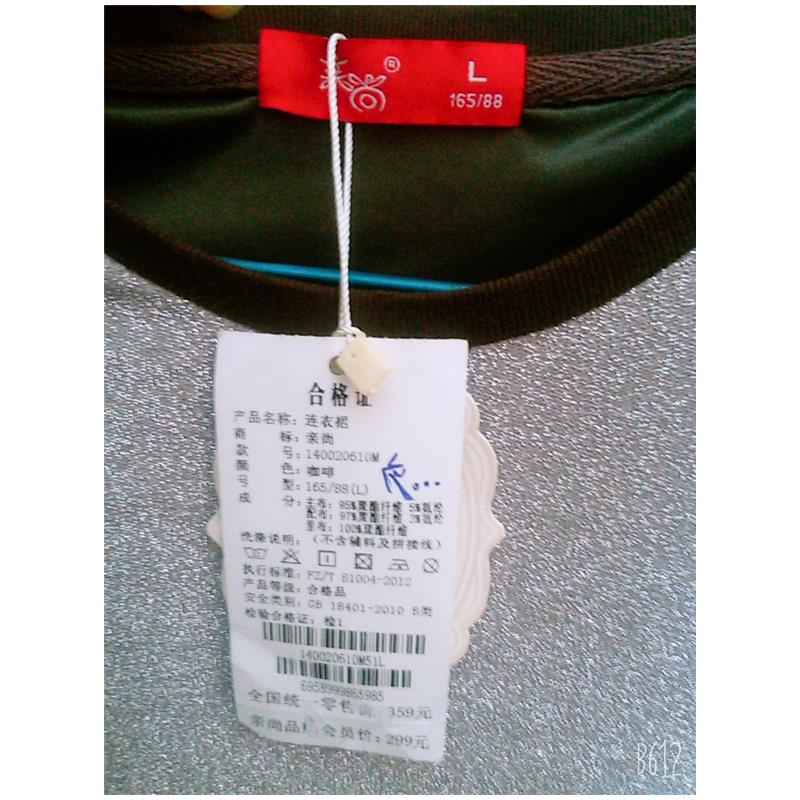 L
165/88
合格证
产品名称：连衣裙
商标：亲尚
款号：140020610M
颜色：咖啡
号型：165/88(L)
成分：主布：95%聚酯纤维 5%氨纶
配布：97%聚酯纤维 3%氨纶
里布：100%聚酯纤维
洗涤说明：（不含辅料及拼接线）
执行标准：FZ/T 81004-2012
产品等级：合格品
安全类别：GB 18401-2010 B类
检验合格证：检1
140020610M51L
6958999865985
全国统一零售价：359元
亲尚品牌会员价：299元
B612